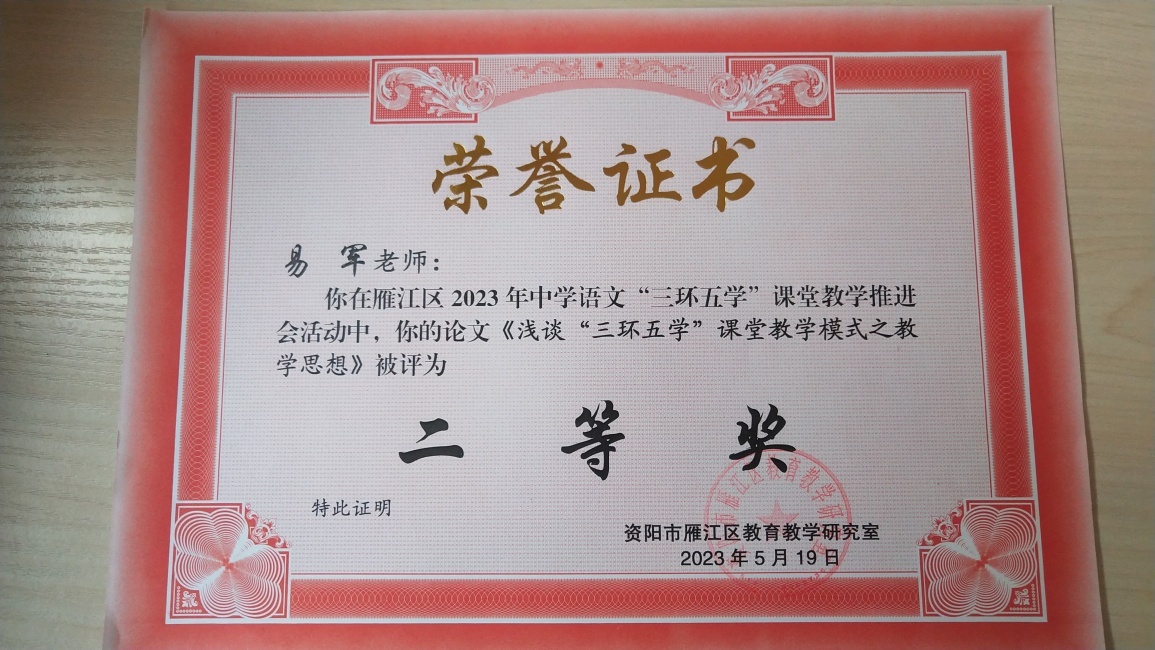 荣誉证书
易 军老师：
你在雁江区 2023 年中学语文“三环五学”课堂教学推进
会活动中，你的论文《浅谈“三环五学”课堂教学模式之教
学思想》被评为
二 等 奖
特此证明
资阳市雁江区教育教学研究室
2023 年 5 月 19 日